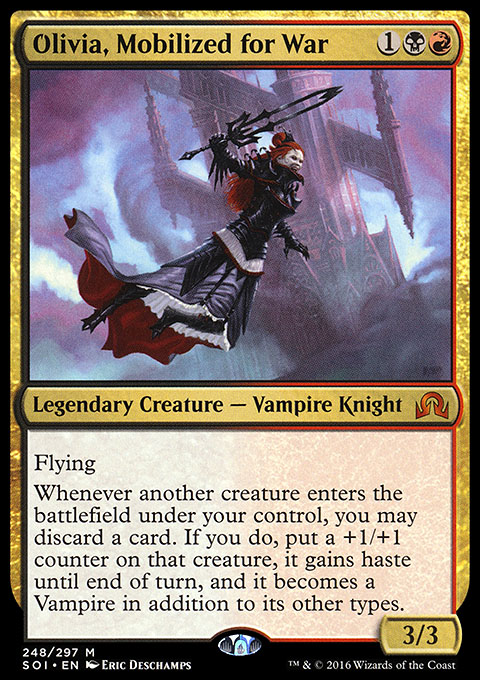 Olivia, Mobilized for War 1
Legendary Creature — Vampire Knight
Flying
Whenever another creature enters the
battlefield under your control, you may
discard a card. If you do, put a +1/+1
counter on that creature, it gains haste
until end of turn, and it becomes a
Vampire in addition to its other types.
3/3
248/297 M
SOI • EN Eric Deschamps
™ & © 2016 Wizards of the Coast